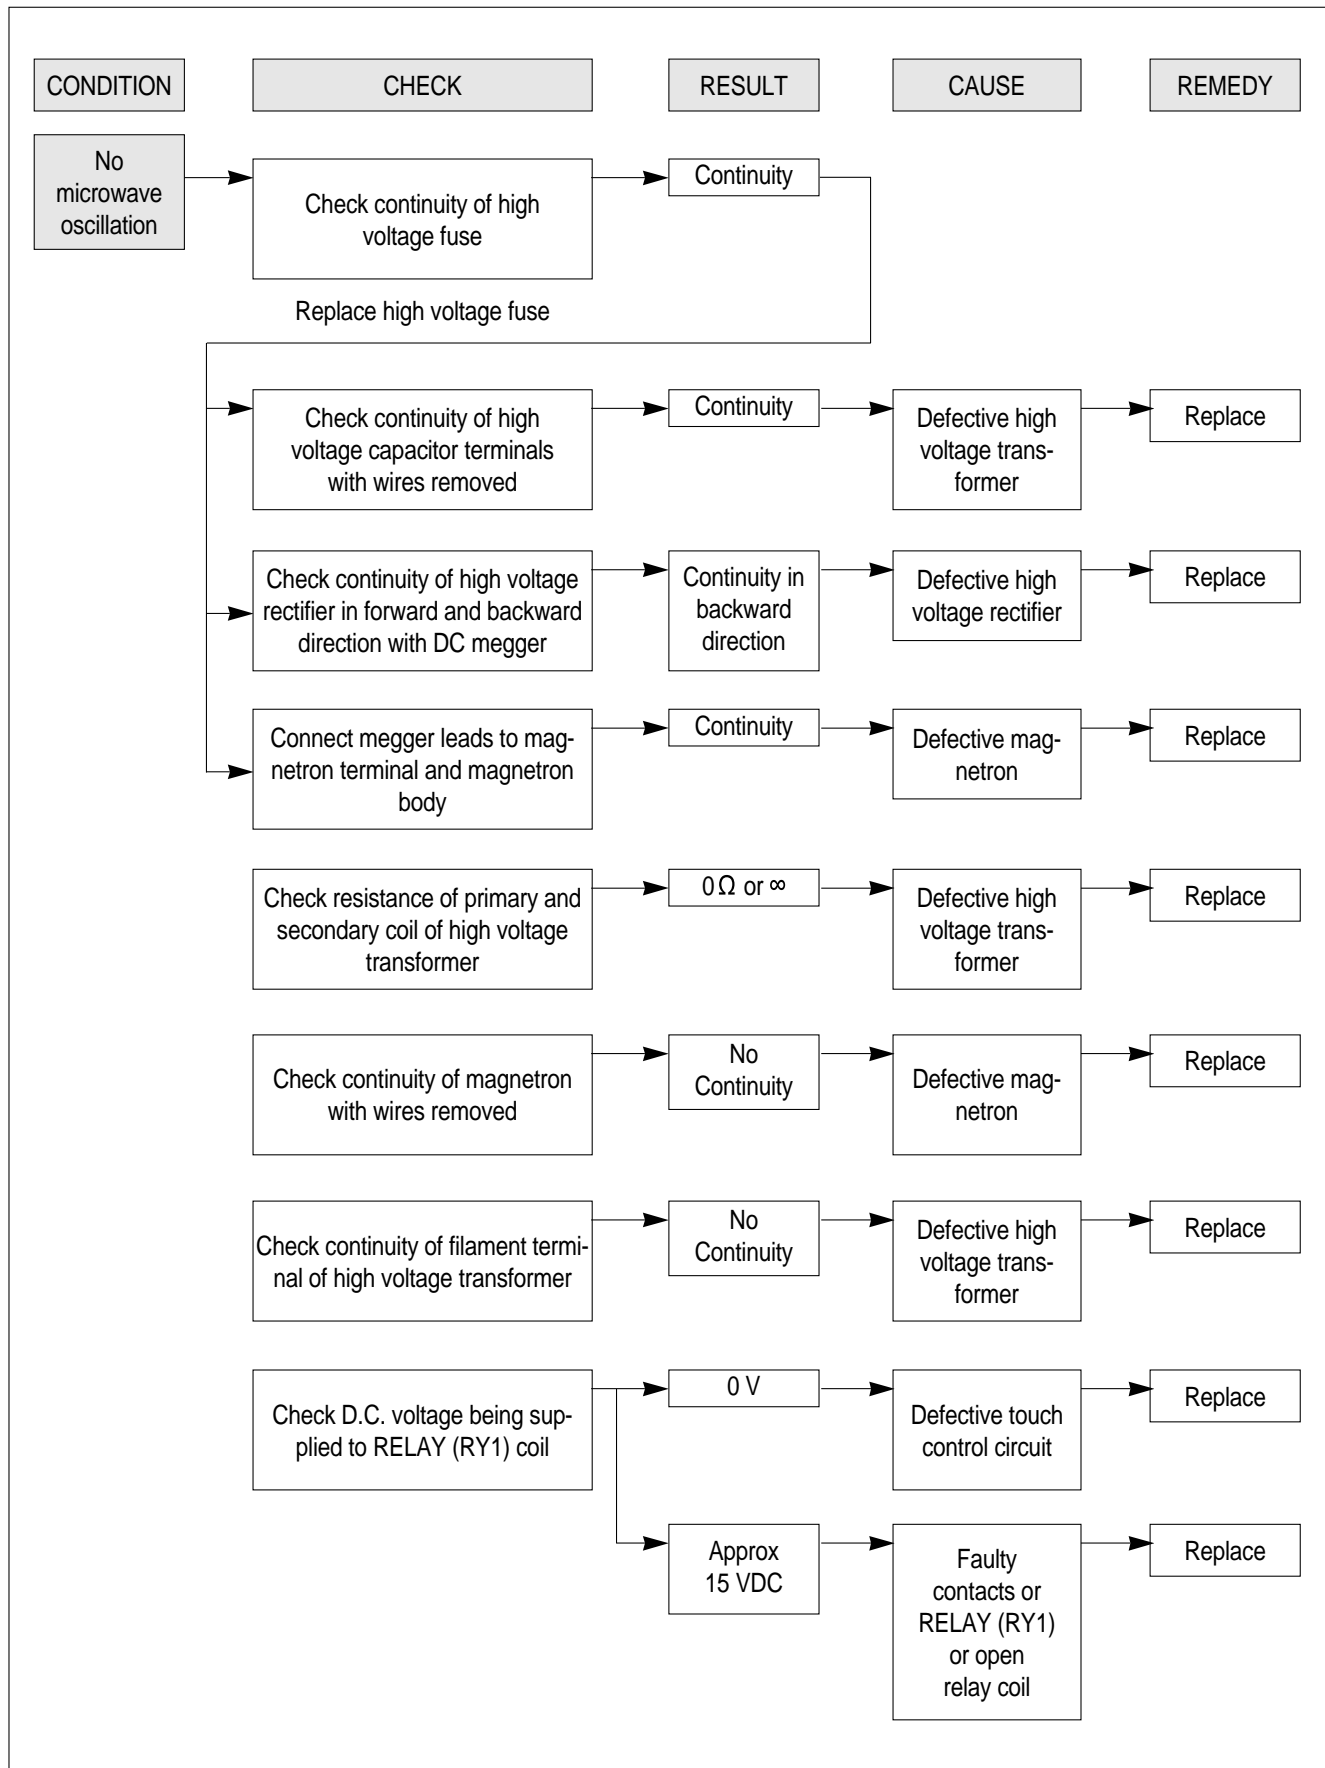 CONDITION
CHECK
RESULT
CAUSE
REMEDY
No
microwave
oscillation
Check continuity of high
voltage fuse
Continuity
Replace high voltage fuse
Check continuity of high
voltage capacitor terminals
with wires removed
Continuity
Defective high
voltage trans-
former
Replace
Check continuity of high voltage
rectifier in forward and backward
direction with DC megger
Continuity in
backward
direction
Defective high
voltage rectifier
Replace
Connect megger leads to mag-
netron terminal and magnetron
body
Continuity
Defective mag-
netron
Replace
Check resistance of primary and
secondary coil of high voltage
transformer
0 Ω or ∞
Defective high
voltage trans-
former
Replace
Check continuity of magnetron
with wires removed
No
Continuity
Defective mag-
netron
Replace
Check continuity of filament termi-
nal of high voltage transformer
No
Continuity
Defective high
voltage trans-
former
Replace
Check D.C. voltage being sup-
plied to RELAY (RY1) coil
0 V
Defective touch
control circuit
Replace
Approx
15 VDC
Faulty
contacts or
RELAY (RY1)
or open
relay coil
Replace